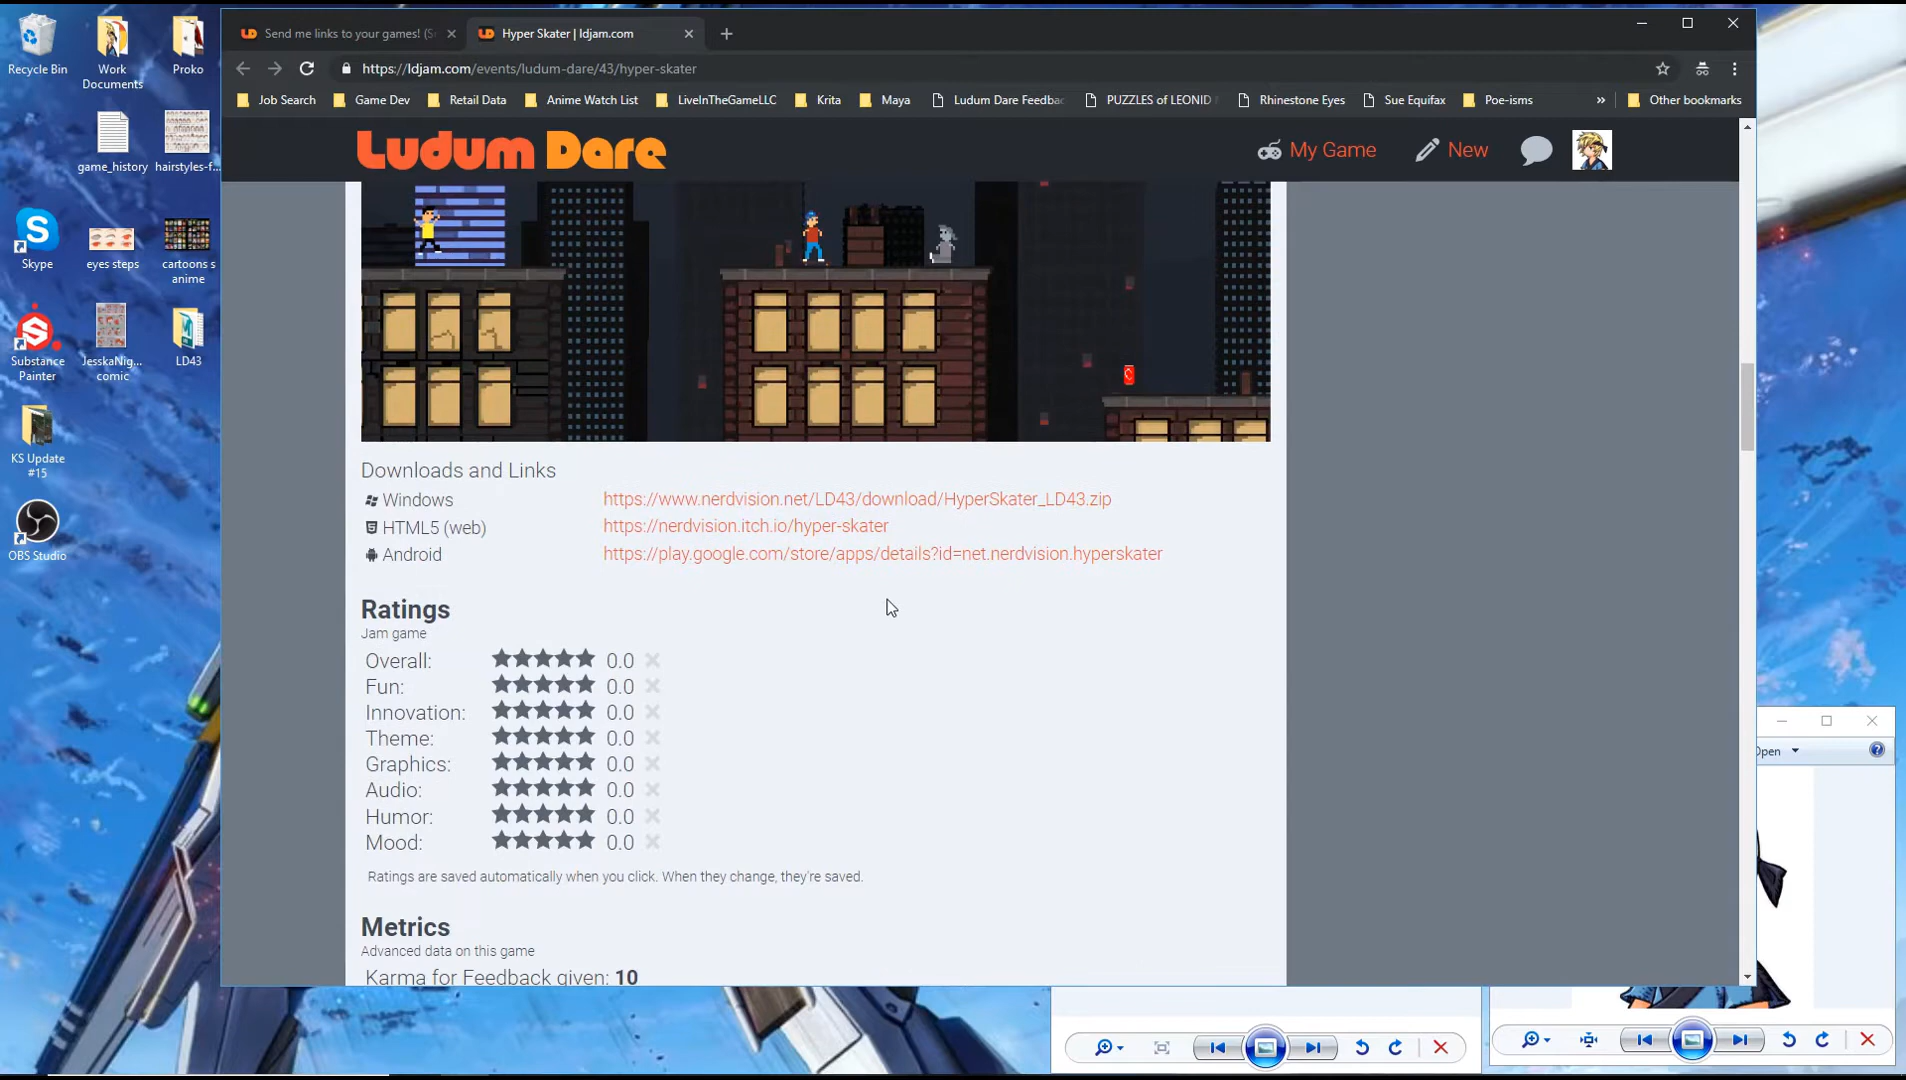 Recycle Bin
Work Documents
Proko
game_history
hairstyles-f...
Skype
eyes steps
cartoons s anime
Substance Painter
JesskaNig... comic
LD43
KS Update #15
OBS Studio
Send me links to your games! (S
Hyper Skater | ldjam.com
https://ldjam.com/events/ludum-dare/43/hyper-skater
Job Search
Game Dev
Retail Data
Anime Watch List
LiveInTheGameLLC
Krita
Maya
Ludum Dare Feedba
PUZZLES of LEONID
Rhinestone Eyes
Sue Equifax
Poe-isms
»
Other bookmarks
Ludum Dare
My Game
New
Downloads and Links
Windows https://www.nerdvision.net/LD43/download/HyperSkater_LD43.zip
HTML5 (web) https://nerdvision.itch.io/hyper-skater
Android https://play.google.com/store/apps/details?id=net.nerdvision.hyperskater
Ratings
Jam game
Overall: 0.0
Fun: 0.0
Innovation: 0.0
Theme: 0.0
Graphics: 0.0
Audio: 0.0
Humor: 0.0
Mood: 0.0
Ratings are saved automatically when you click. When they change, they're saved.
Metrics
Advanced data on this game
Karma for Feedback given: 10
Open